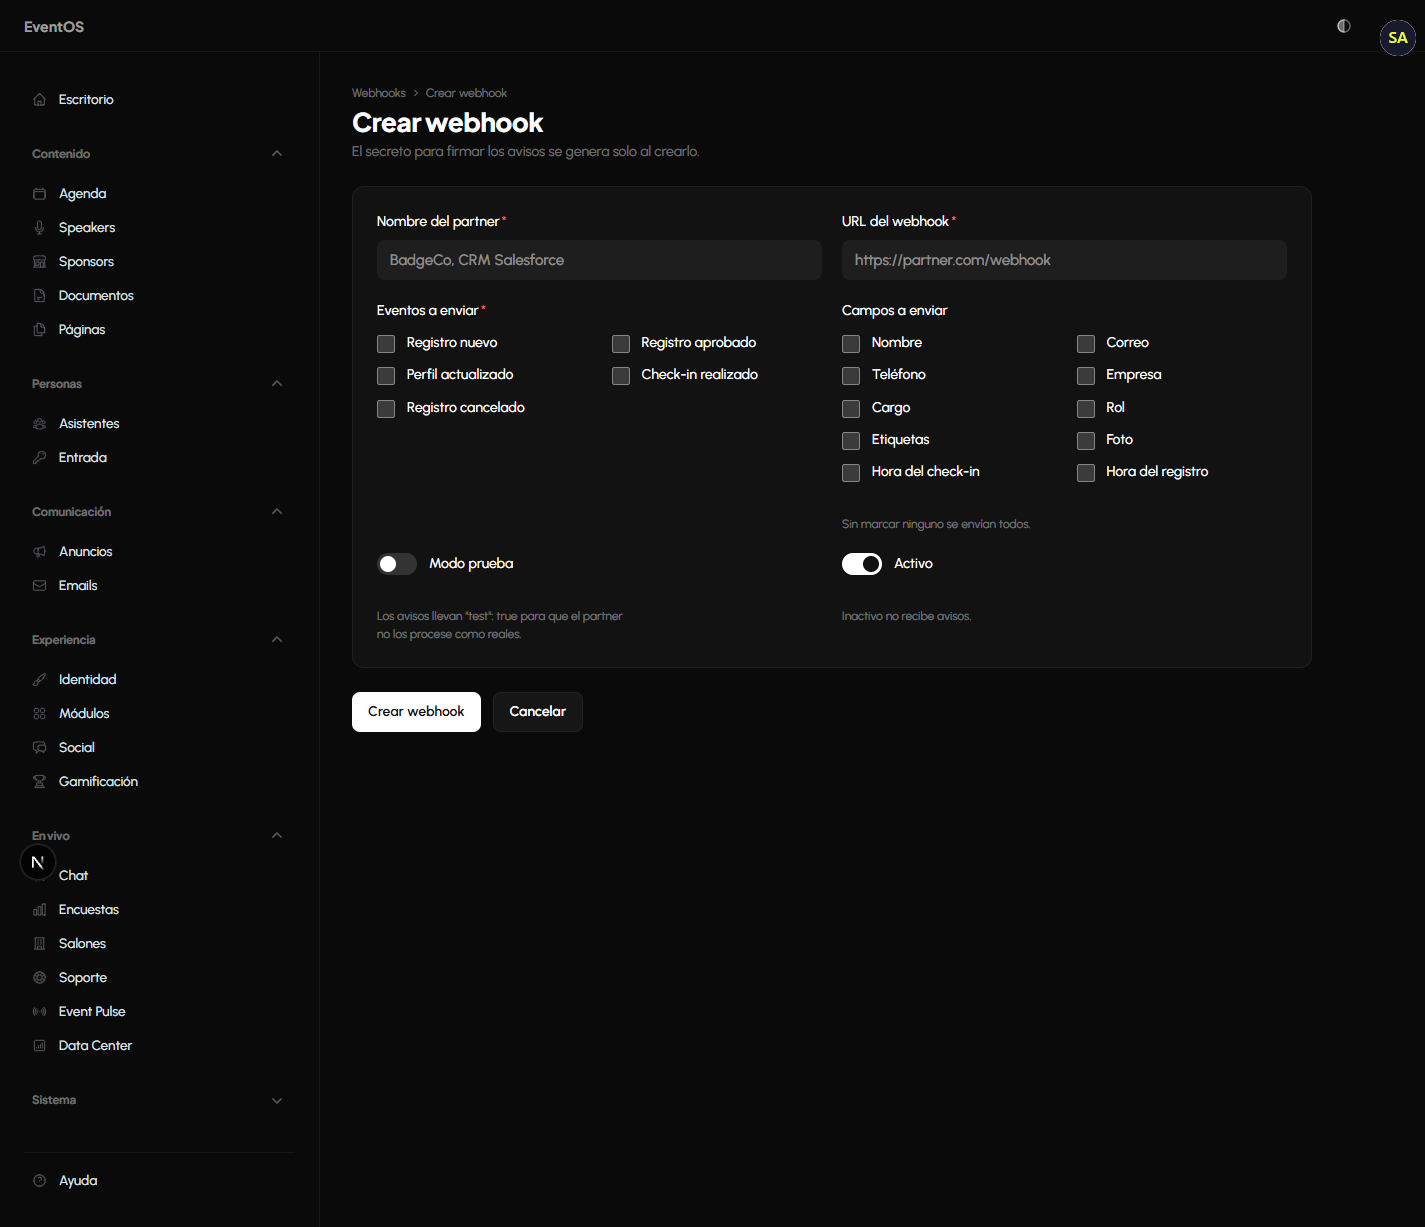 EventOS
SA
Escritorio
Contenido
Agenda
Speakers
Sponsors
Documentos
Páginas
Personas
Asistentes
Entrada
Comunicación
Anuncios
Emails
Experiencia
Identidad
Módulos
Social
Gamificación
En vivo
N
Chat
Encuestas
Salones
Soporte
Event Pulse
Data Center
Sistema
Ayuda
Webhooks > Crear webhook
Crear webhook
El secreto para firmar los avisos se genera solo al crearlo.
Nombre del partner*
BadgeCo, CRM Salesforce
URL del webhook*
https://partner.com/webhook
Eventos a enviar*
Registro nuevo
Registro aprobado
Perfil actualizado
Check-in realizado
Registro cancelado
Campos a enviar
Nombre
Correo
Teléfono
Empresa
Cargo
Rol
Etiquetas
Foto
Hora del check-in
Hora del registro
Sin marcar ninguno se envían todos.
Modo prueba
Los avisos llevan "test": true para que el partner
no los procese como reales.
Activo
Inactivo no recibe avisos.
Crear webhook
Cancelar